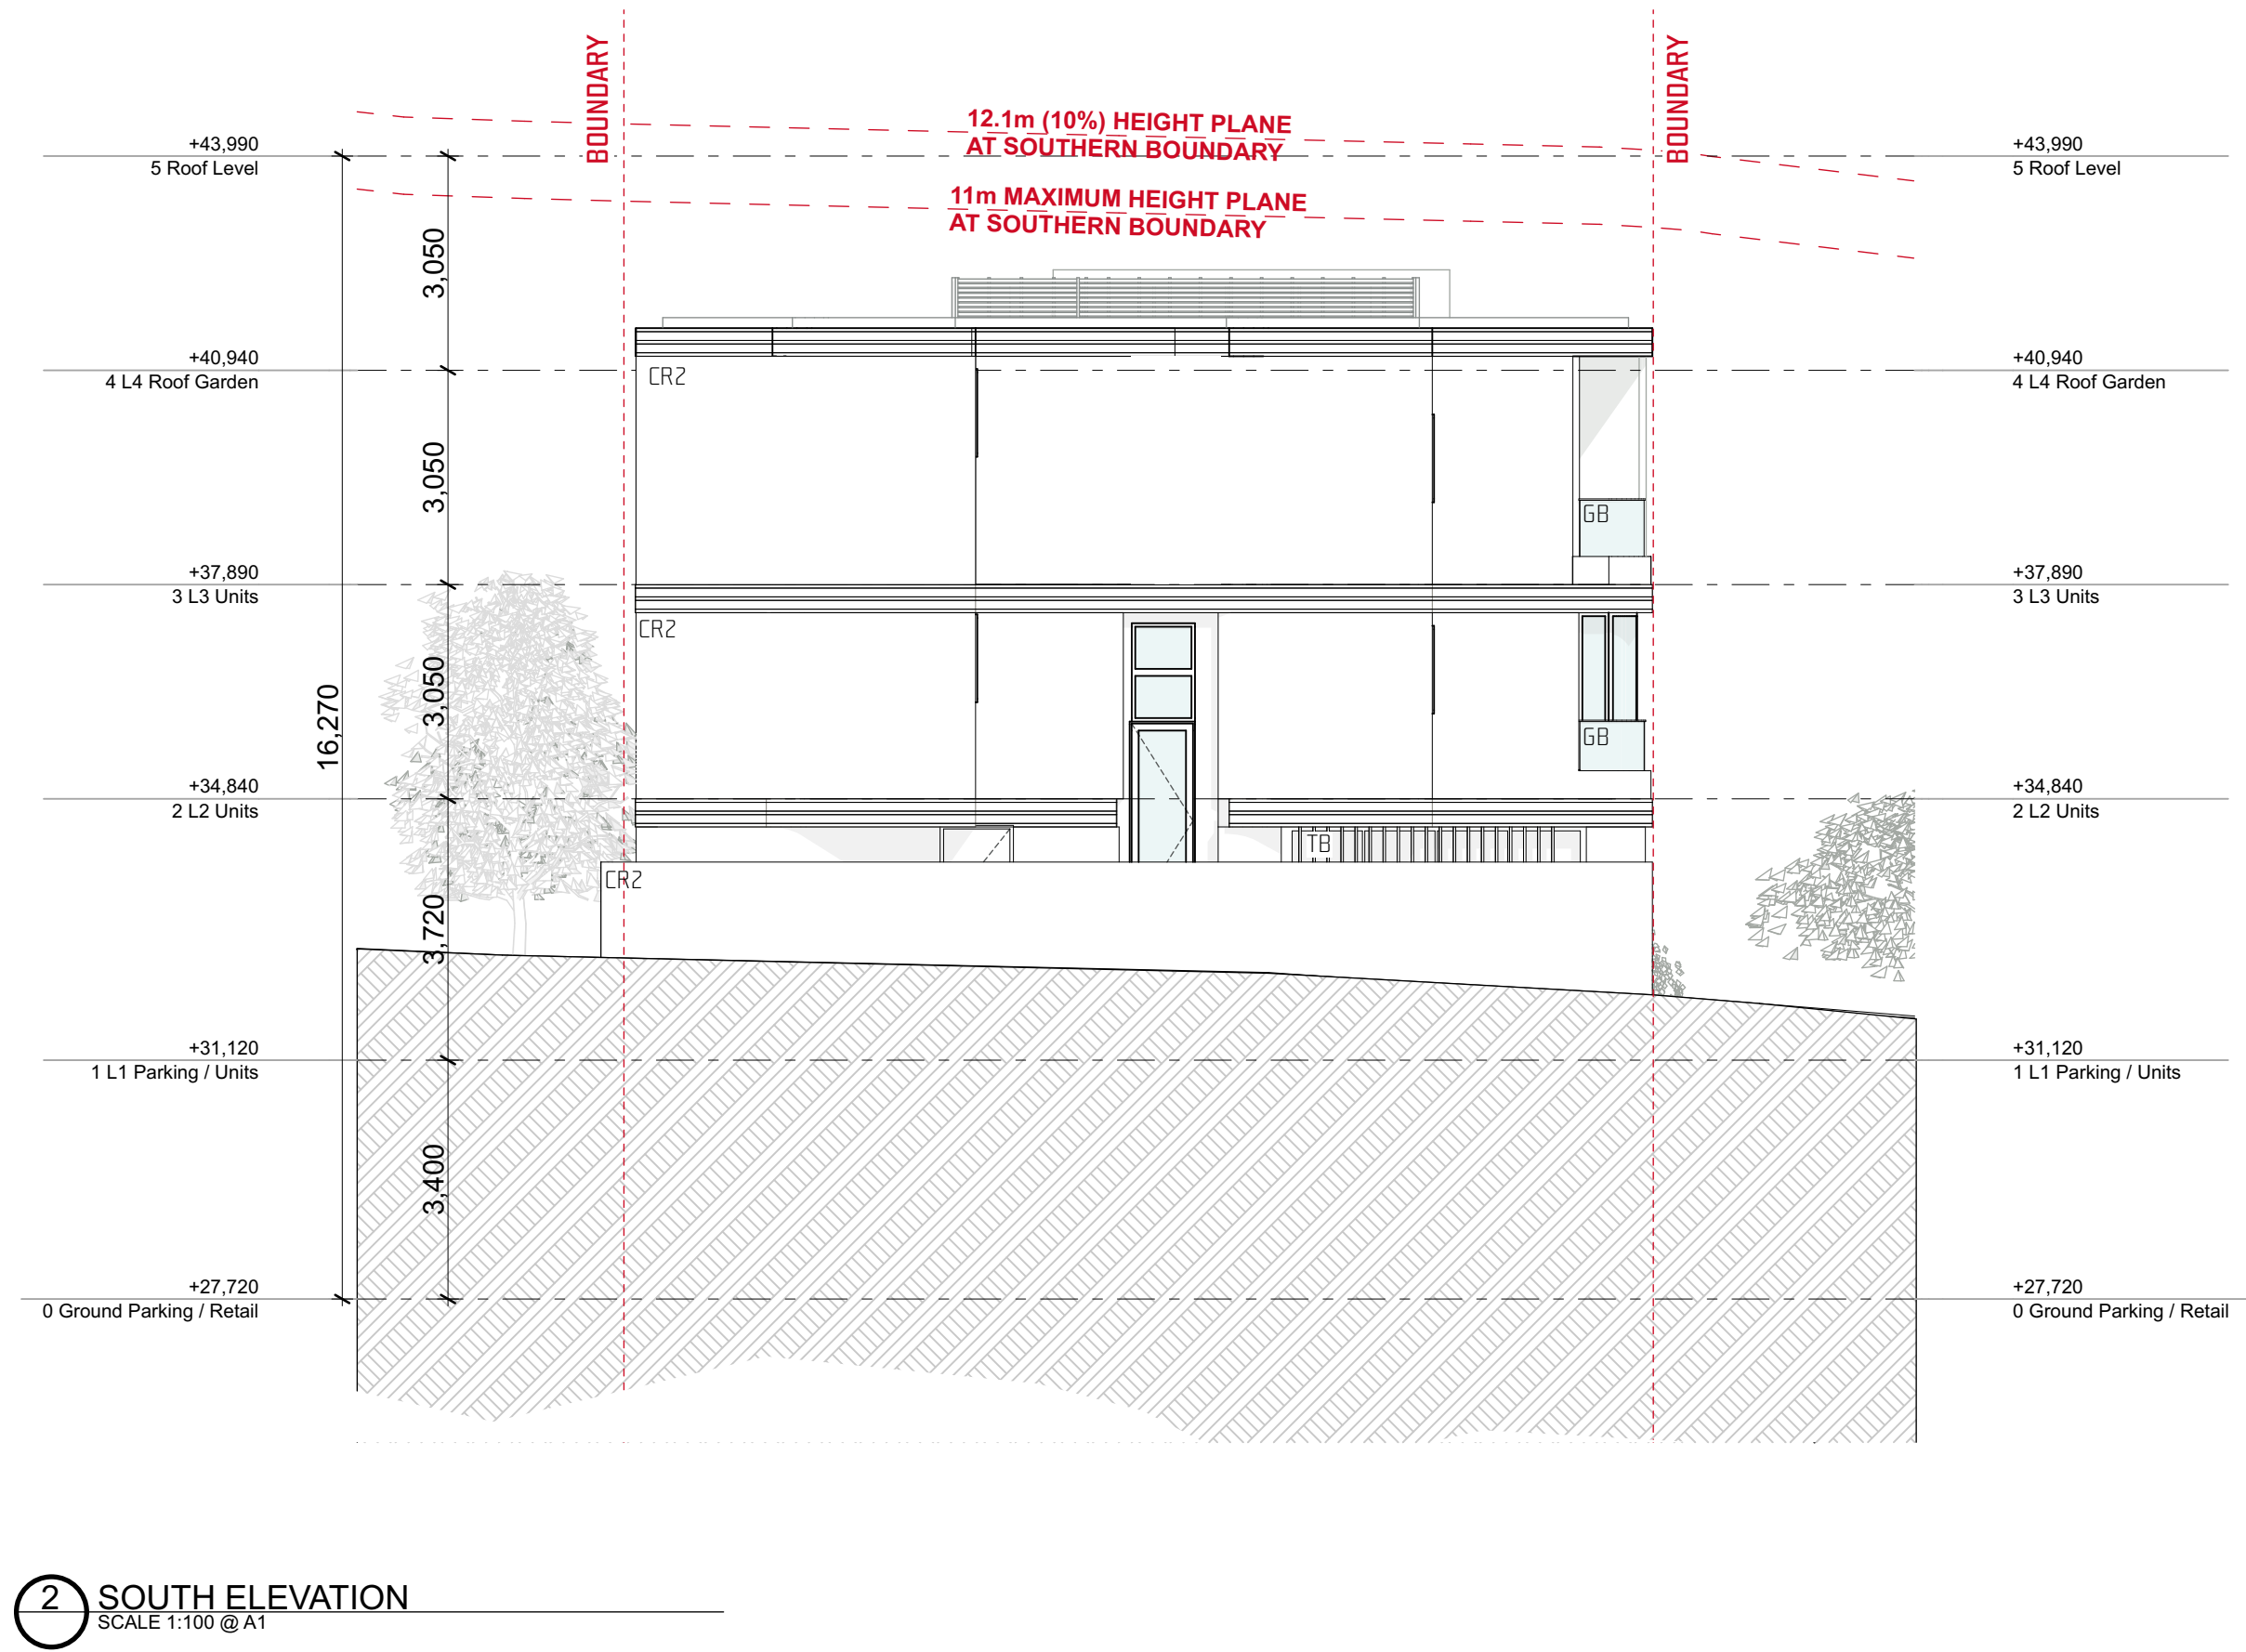 BOUNDARY
BOUNDARY
12.1m (10%) HEIGHT PLANE
AT SOUTHERN BOUNDARY
+43,990
5 Roof Level
+43,990
5 Roof Level
11m MAXIMUM HEIGHT PLANE
AT SOUTHERN BOUNDARY
3,050
+40,940
4 L4 Roof Garden
CR2
+40,940
4 L4 Roof Garden
3,050
GB
+37,890
3 L3 Units
+37,890
3 L3 Units
CR2
3,050
16,270
GB
+34,840
2 L2 Units
+34,840
2 L2 Units
TB
CR2
3,720
+31,120
1 L1 Parking / Units
+31,120
1 L1 Parking / Units
3,400
+27,720
0 Ground Parking / Retail
+27,720
0 Ground Parking / Retail
2
SOUTH ELEVATION
SCALE 1:100 @ A1